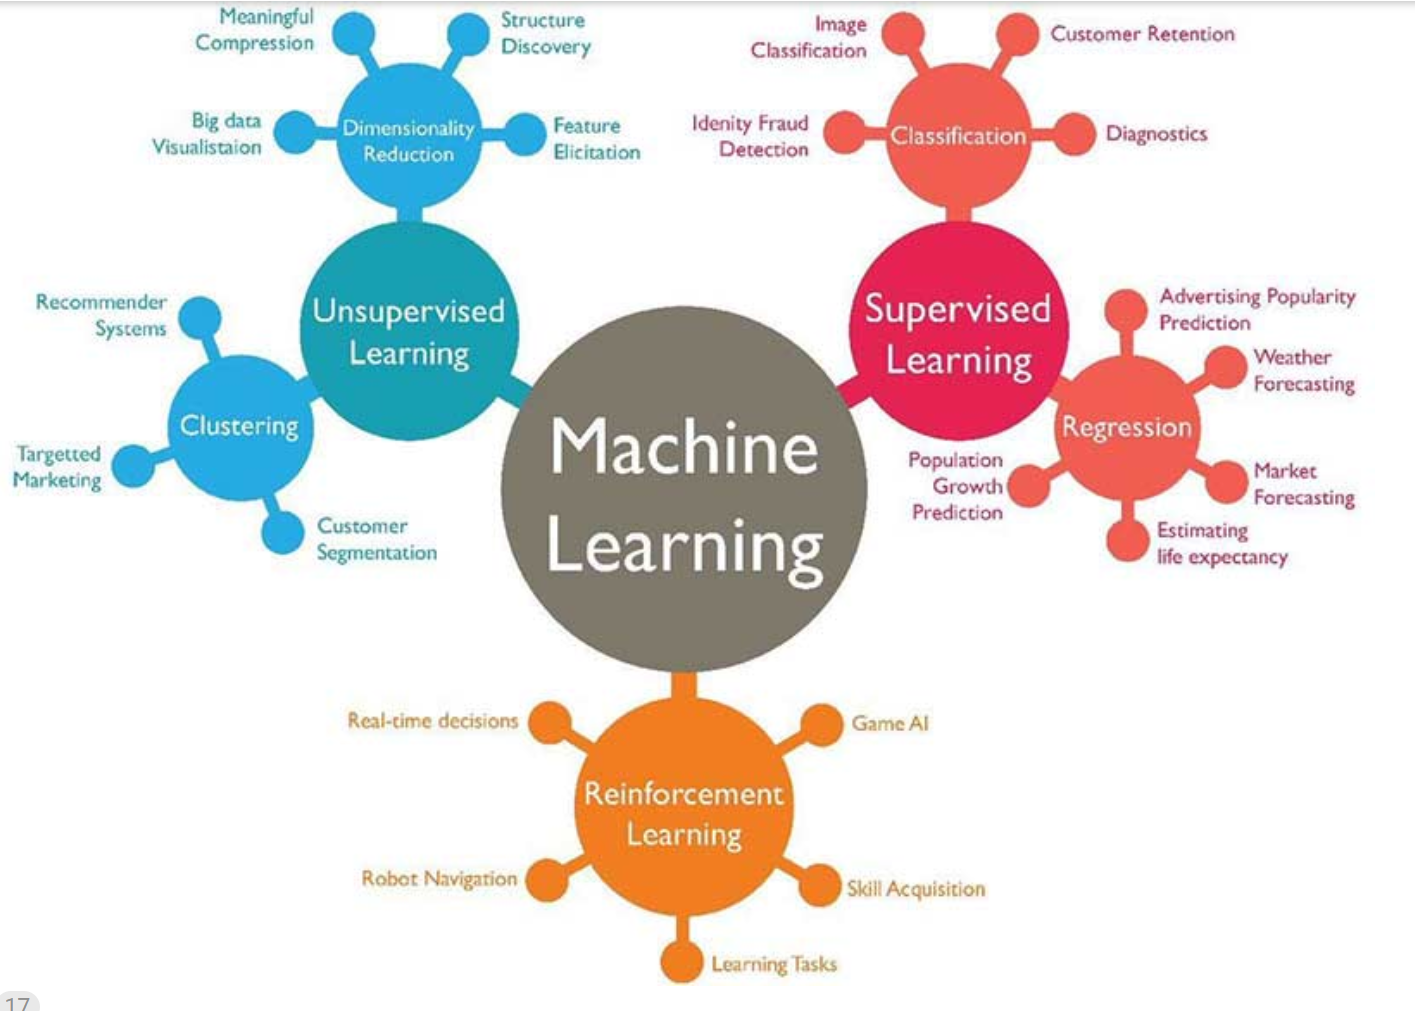 Meaningful
Compression
Structure
Discovery
Big data
Visualistaion
Dimensionality
Reduction
Feature
Elicitation
Image
Classification
Customer Retention
Idenity Fraud
Detection
Classification
Diagnostics
Unsupervised
Learning
Recommender
Systems
Clustering
Targetted
Marketing
Customer
Segmentation
Supervised
Learning
Advertising Popularity
Prediction
Weather
Forecasting
Regression
Population
Growth
Prediction
Market
Forecasting
Estimating
life expectancy
Machine
Learning
Real-time decisions
Game AI
Reinforcement
Learning
Robot Navigation
Skill Acquisition
Learning Tasks
17